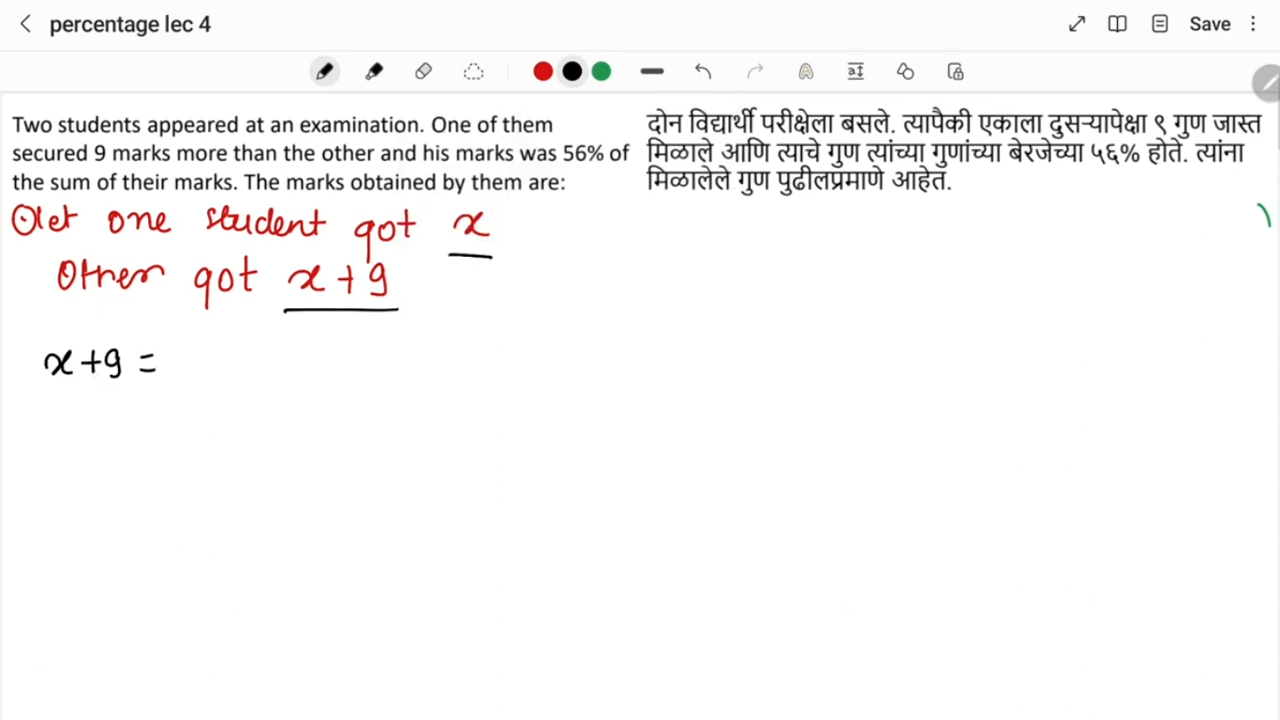 percentage lec 4
Save
Two students appeared at an examination. One of them
secured 9 marks more than the other and his marks was 56% of
the sum of their marks. The marks obtained by them are:
दोन विद्यार्थी परीक्षेला बसले. त्यापैकी एकाला दुसऱ्यापेक्षा ९ गुण जास्त
मिळाले आणि त्याचे गुण त्यांच्या गुणांच्या बेरजेच्या ५६% होते. त्यांना
मिळालेले गुण पुढीलप्रमाणे आहेत.
let one student got x
Other got x+9
x+9 =